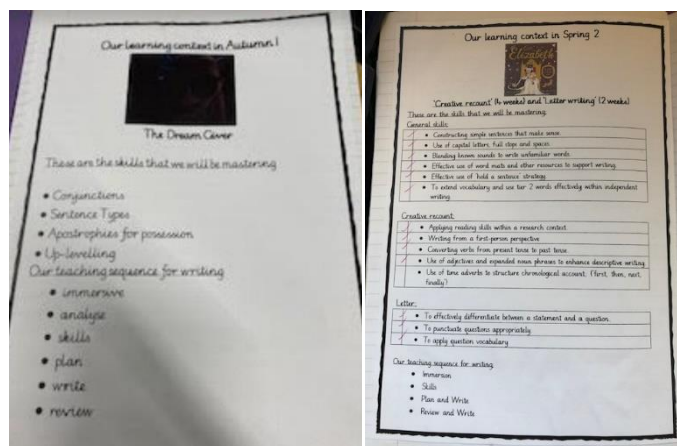 Our learning context in Autumn 1
The Dream Giver
These are the skills that we will be mastering
• Conjunctions
• Sentence Types
• Apostrophies for possession
• Up-levelling
Our teaching sequence for writing
• immersive
• analyse
• skills
• plan
• write
• review
Our learning context in Spring 2
Elizabeth
'Creative recount' (4 weeks) and 'Letter writing' (2 weeks)
These are the skills that we will be mastering:
General skills:
• Constructing simple sentences that make sense.
• Use of capital letters, full stops and spaces
• Blending known sounds to write unfamiliar words.
• Effective use of word mats and other resources to support writing.
• Effective use of 'hold a sentence' strategy
• To extend vocabulary and use tier 2 words effectively within independent
writing.
Creative recount:
• Applying reading skills within a research context.
• Writing from a first-person perspective
• Converting verbs from present tense to past tense.
• Use of adjectives and expanded noun phrases to enhance descriptive writing.
• Use of time adverbs to structure chronological account. (first, then, next,
finally?)
Letter:
• To effectively differentiate between a statement and a question.
• To punctuate questions appropriately.
• To apply question vocabulary
Our teaching sequence for writing
• Immersion
• Skills
• Plan and Write
• Review and Write